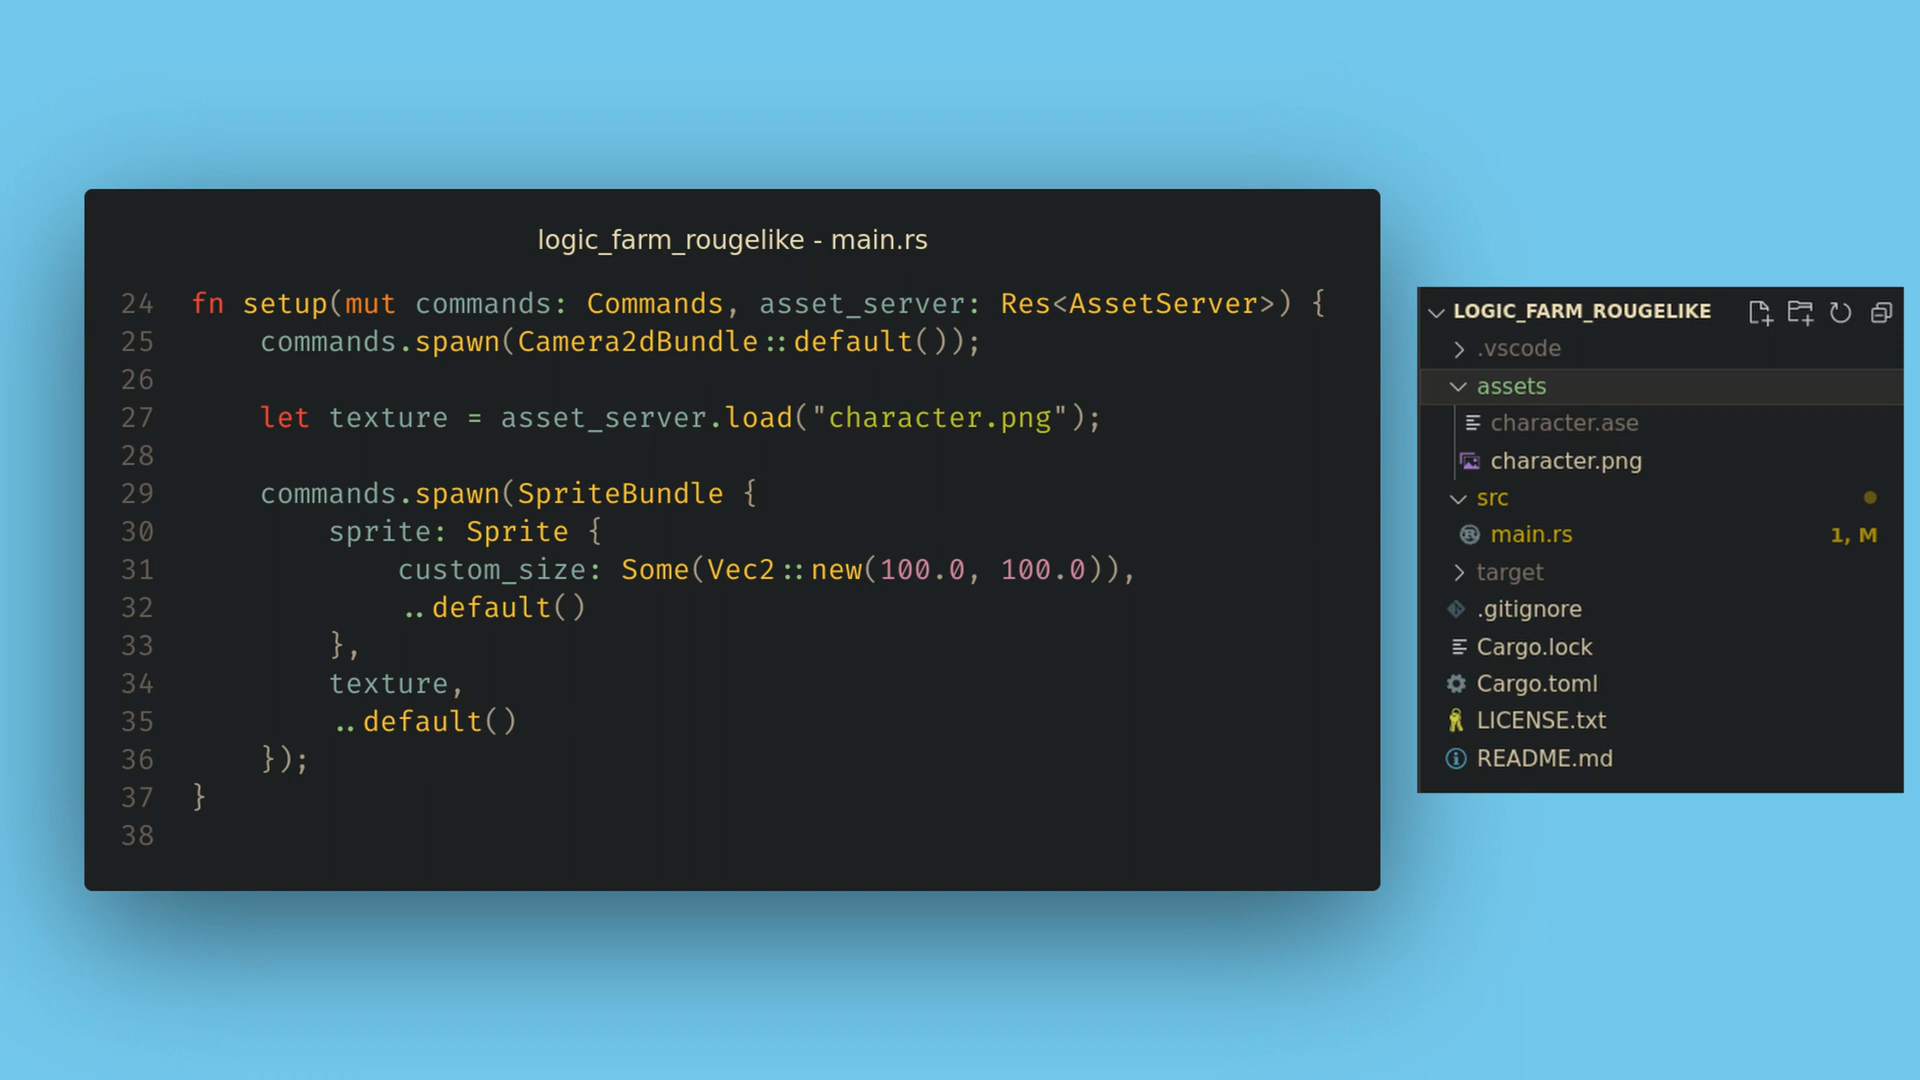 logic_farm_rougelike - main.rs
24 fn setup(mut commands: Commands, asset_server: Res<AssetServer>) {
25     commands.spawn(Camera2dBundle::default());
26
27     let texture = asset_server.load("character.png");
28
29     commands.spawn(SpriteBundle {
30         sprite: Sprite {
31             custom_size: Some(Vec2::new(100.0, 100.0)),
32             ..default()
33         },
34         texture,
35         ..default()
36     });
37 }
38
LOGIC_FARM_ROUGELIKE
.vscode
assets
character.ase
character.png
src
main.rs 1, M
target
.gitignore
Cargo.lock
Cargo.toml
LICENSE.txt
README.md